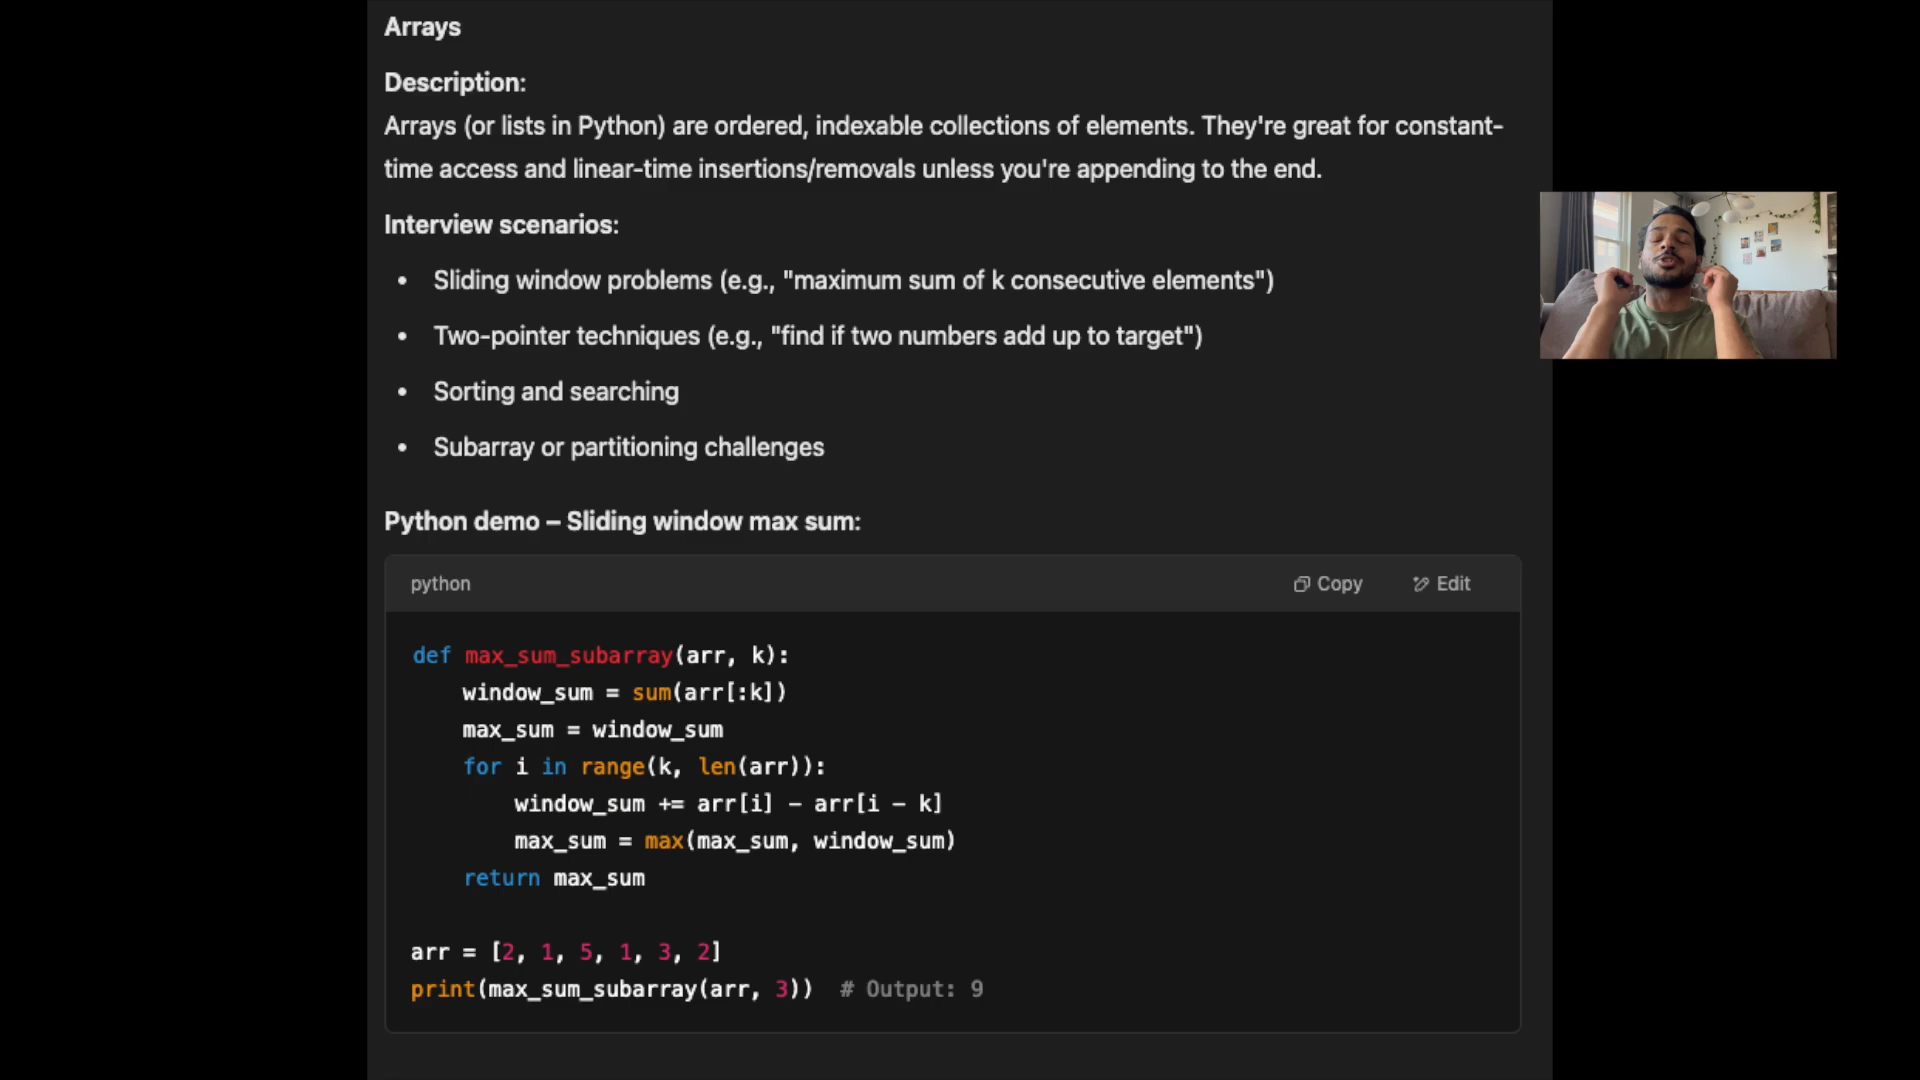 Arrays
Description:
Arrays (or lists in Python) are ordered, indexable collections of elements. They're great for constant-
time access and linear-time insertions/removals unless you're appending to the end.
Interview scenarios:
• Sliding window problems (e.g., "maximum sum of k consecutive elements")
• Two-pointer techniques (e.g., "find if two numbers add up to target")
• Sorting and searching
• Subarray or partitioning challenges
Python demo – Sliding window max sum:
python Copy Edit
def max_sum_subarray(arr, k):
    window_sum = sum(arr[:k])
    max_sum = window_sum
    for i in range(k, len(arr)):
        window_sum += arr[i] - arr[i - k]
        max_sum = max(max_sum, window_sum)
    return max_sum
arr = [2, 1, 5, 1, 3, 2]
print(max_sum_subarray(arr, 3))  # Output: 9